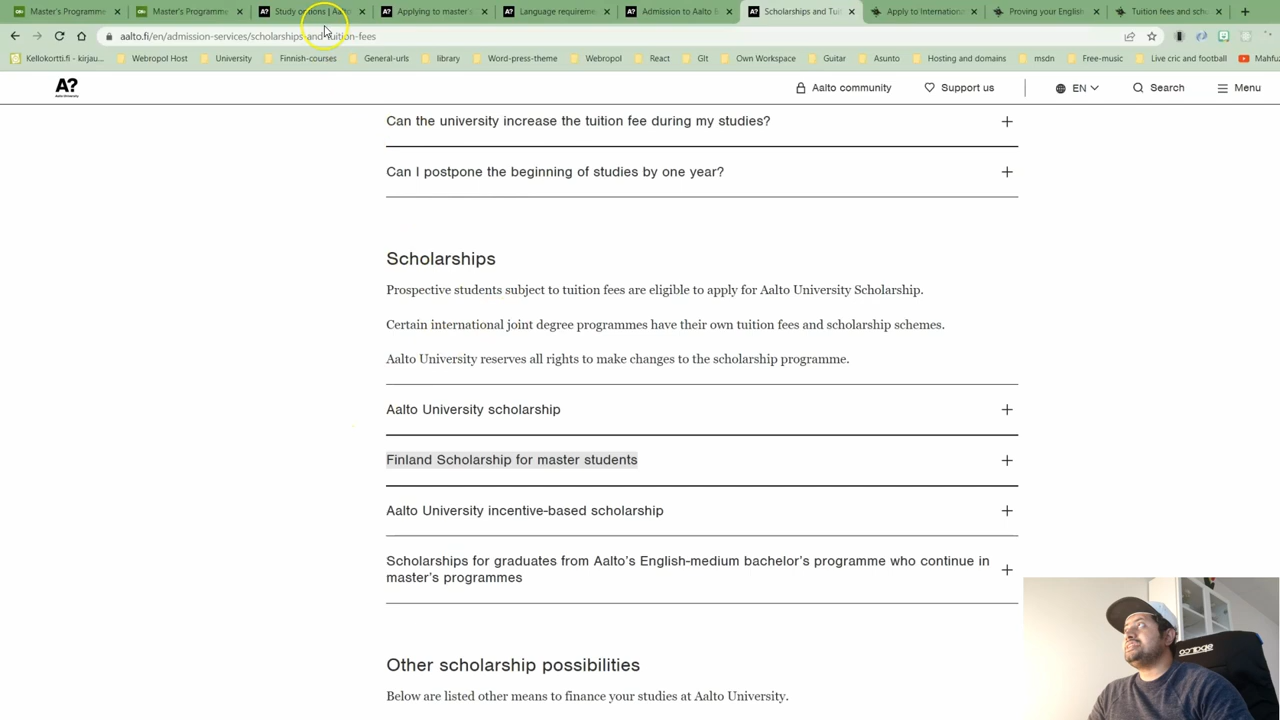 Master's Programme
Master's Programme
Study options | Aalto
Applying to master's
Language requireme
Admission to Aalto
Scholarships and Tui
Apply to Internation
Proving your English
Tuition fees and sch
aalto.fi/en/admission-services/scholarships-and-tuition-fees
Kellokortti.fi - kirjau...
Webropol Host
University
Finnish-courses
General-urls
library
Word-press-theme
Webropol
React
GIt
Own Workspace
Guitar
Asunto
Hosting and domains
msdn
Free-music
Live cric and football
Mahfu
A?
Aalto University
Aalto community
Support us
EN
Search
Menu
Can the university increase the tuition fee during my studies?
Can I postpone the beginning of studies by one year?
Scholarships
Prospective students subject to tuition fees are eligible to apply for Aalto University Scholarship.
Certain international joint degree programmes have their own tuition fees and scholarship schemes.
Aalto University reserves all rights to make changes to the scholarship programme.
Aalto University scholarship
Finland Scholarship for master students
Aalto University incentive-based scholarship
Scholarships for graduates from Aalto's English-medium bachelor's programme who continue in
master's programmes
Other scholarship possibilities
Below are listed other means to finance your studies at Aalto University.